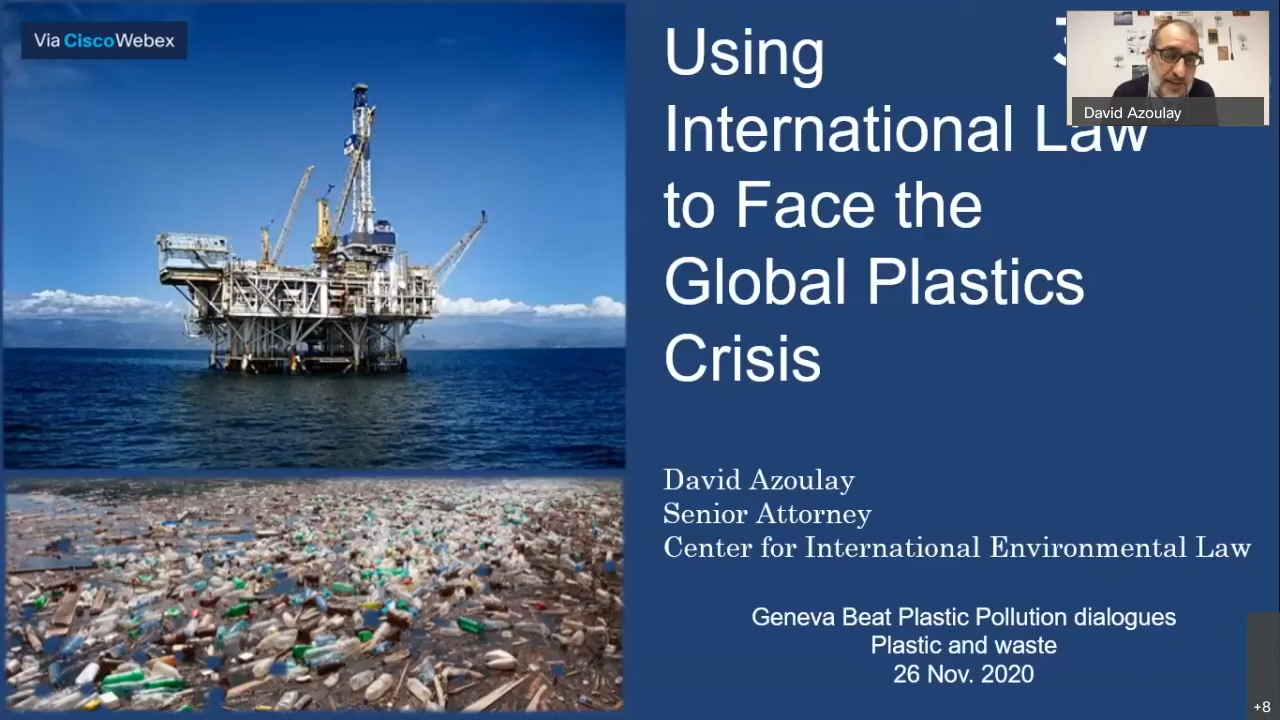 Via CiscoWebex
Using
International Law
to Face the
Global Plastics
Crisis
David Azoulay
David Azoulay
Senior Attorney
Center for International Environmental Law
Geneva Beat Plastic Pollution dialogues
Plastic and waste
26 Nov. 2020
+8